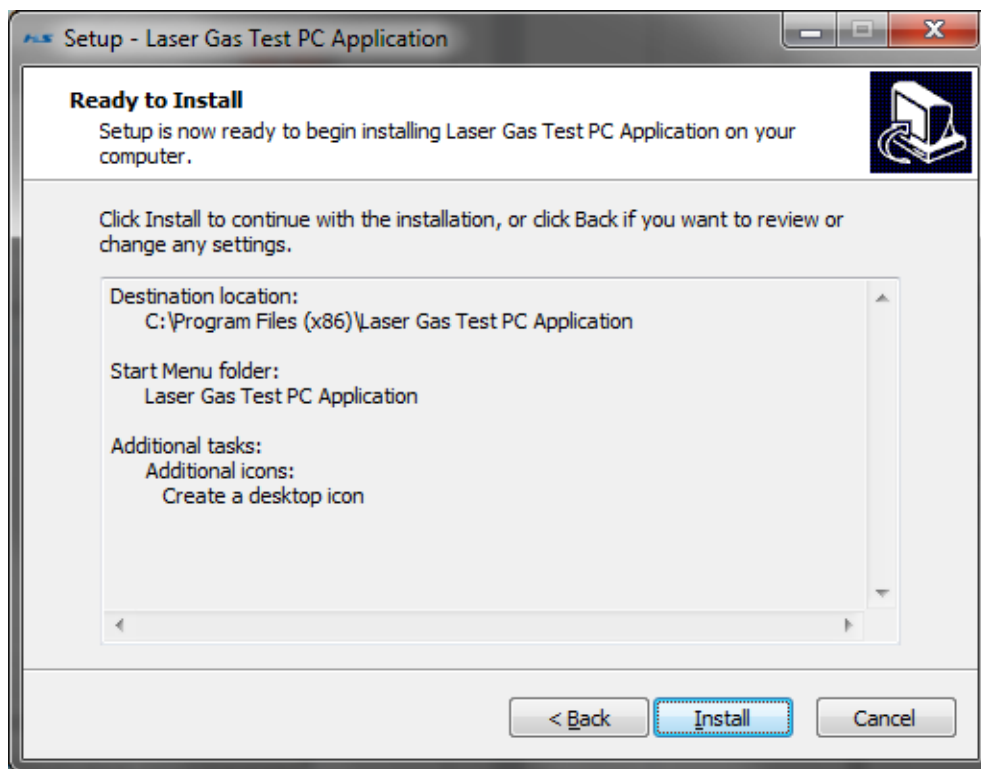 Setup - Laser Gas Test PC Application
Ready to Install
Setup is now ready to begin installing Laser Gas Test PC Application on your
computer.
Click Install to continue with the installation, or click Back if you want to review or
change any settings.
Destination location:
C:\Program Files (x86)\Laser Gas Test PC Application
Start Menu folder:
Laser Gas Test PC Application
Additional tasks:
Additional icons:
Create a desktop icon
< Back
Install
Cancel